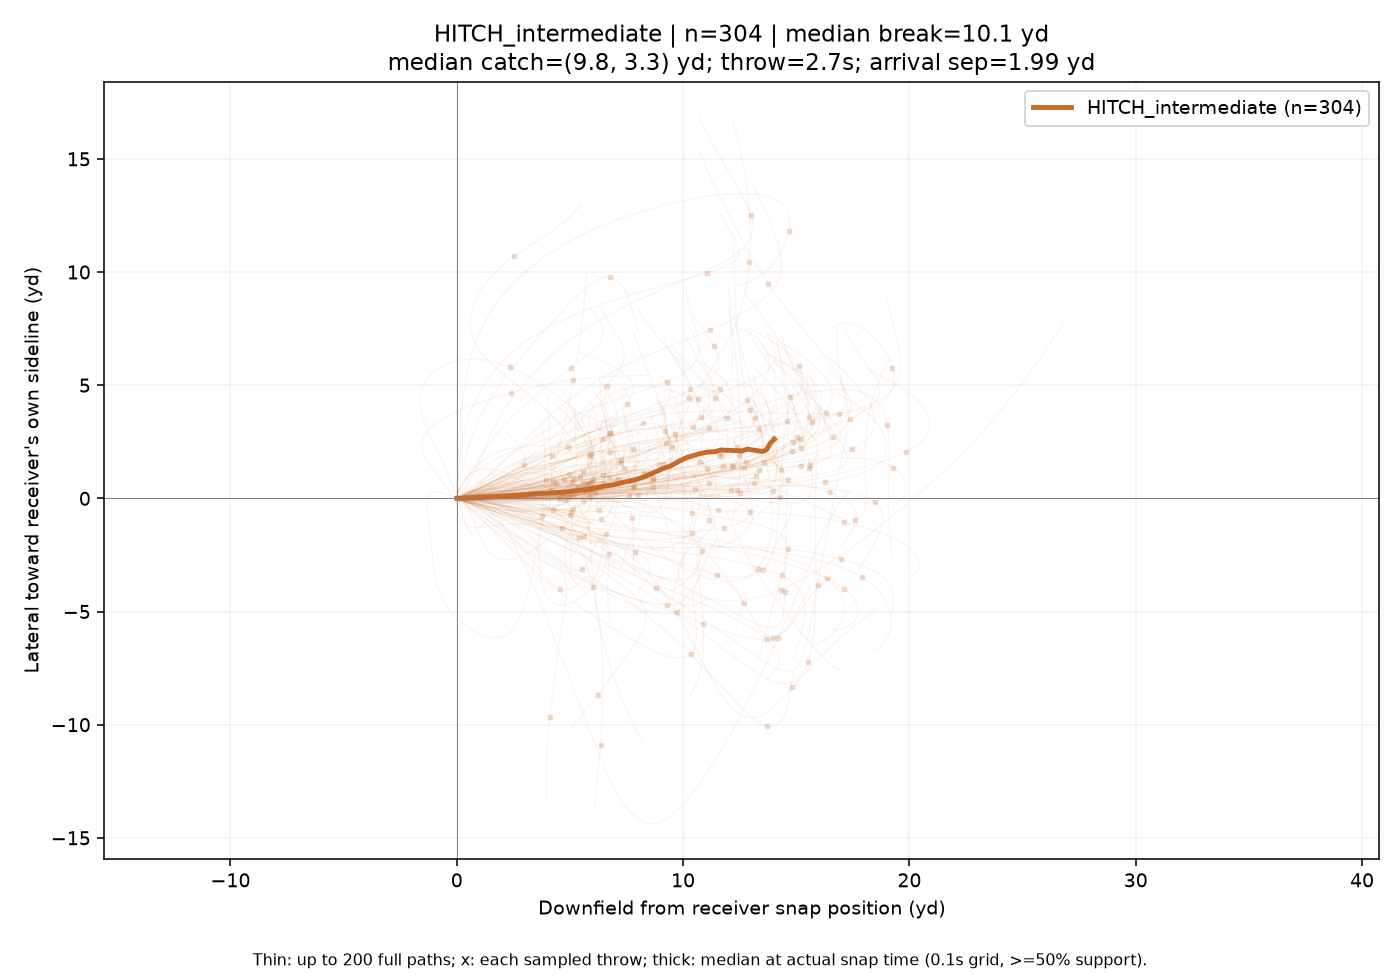 HITCH_intermediate | n=304 | median break=10.1 yd
median catch=(9.8, 3.3) yd; throw=2.7s; arrival sep=1.99 yd
HITCH_intermediate (n=304)
15
10
5
0
−5
−10
−15
Lateral toward receiver's own sideline (yd)
−10
0
10
20
30
40
Downfield from receiver snap position (yd)
Thin: up to 200 full paths; x: each sampled throw; thick: median at actual snap time (0.1s grid, >=50% support).